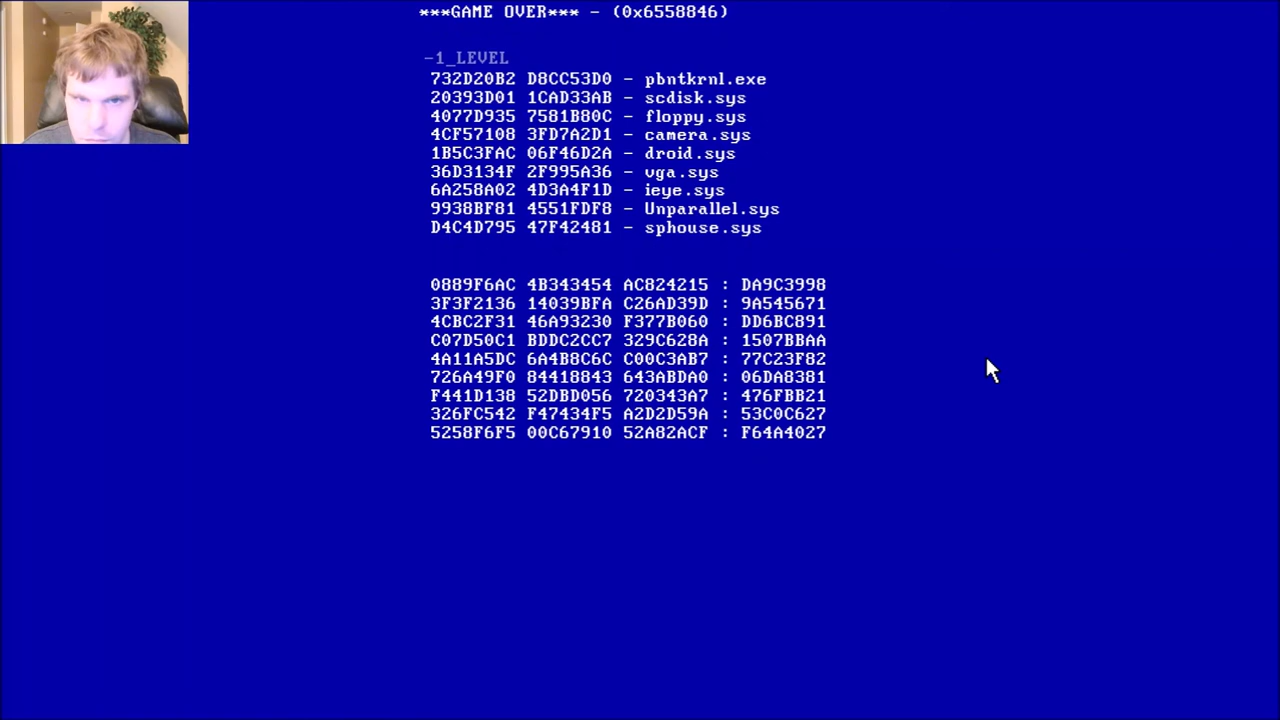 ***GAME OVER*** - (0x6558846)
-1_LEVEL
732D20B2 D8CC53D0 - pbntkrnl.exe
20393D01 1CAD33AB - scdisk.sys
4077D935 7581B80C - floppy.sys
4CF57108 3FD7A2D1 - camera.sys
1B5C3FAC 06F46D2A - droid.sys
36D3134F 2F995A36 - vga.sys
6A258A02 4D3A4F1D - ieye.sys
9938BF81 4551FDF8 - Unparallel.sys
D4C4D795 47F42481 - sphouse.sys
0889F6AC 4B343454 AC824215 : DA9C3998
3F3F2136 14039BFA C26AD39D : 9A545671
4CBC2F31 46A93230 F377B060 : DD6BC891
C07D50C1 BDDC2CC7 329C628A : 1507BBAA
4A11A5DC 6A4B8C6C C00C3AB7 : 77C23F82
726A49F0 84418843 643ABDA0 : 06DA8381
F441D138 52DBD056 720343A7 : 476FBB21
326FC542 F47434F5 A2D2D59A : 53C0C627
5258F6F5 00C67910 52A82ACF : F64A4027